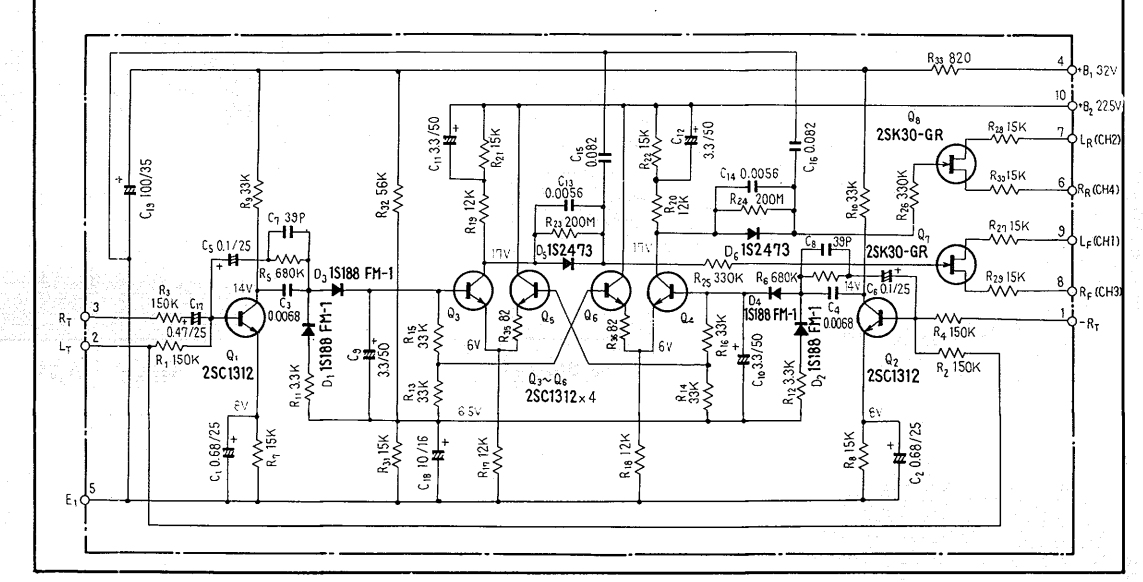 R33 820
4
+B1 32V
10
+B2 22.5V
Q8
2SK30-GR
R28 15K
7
LR(CH2)
R30 15K
6
RR(CH4)
R26 330K
C11 3.3/50
+
R21 15K
C15
0.082
R22 15K
C12
3.3/50
+
C16 0.082
C14 0.0056
R24 200M
C13
0.0056
R23 200M
D5 1S2473
R19 12K
R20
12K
R32 56K
R9 33K
R10 33K
+
C19 100/35
C7 39P
C5 0.1/25
+
R5 680K
D3 1S188 FM-1
17V
17V
D6 1S2473
C8 39P
Q7
2SK30-GR
R27 15K
9
LF(CH1)
R29 15K
8
RF(CH3)
R25 330K
R6 680K
14V
C6 0.1/25
+
R3
150K
C17
+
0.47/25
3
RT
2
LT
R1 150K
14V
C3
0.0068
Q1
2SC1312
D1 1S188 FM-1
R11 3.3K
C9
3.3/50
+
Q3
R35 82
Q5
Q6
R36 82
Q4
6V
6V
R15
33K
R13
33K
R16 33K
R14
33K
D4
1S188 FM-1
C4
0.0068
D2 1S188 FM-1
R12 3.3K
C10 3.3/50
+
1
-RT
R4 150K
R2 150K
Q2
2SC1312
Q3~Q6
2SC1312×4
6.5V
8V
8V
C1 0.68/25
+
R7 15K
R31 15K
C18 10/16
+
R17 12K
R18 12K
R8 15K
C2 0.68/25
+
5
E1